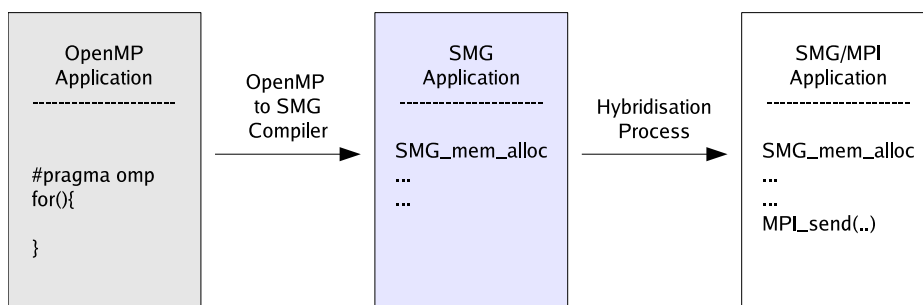 OpenMP
Application
--------------------
#pragma omp
for(){
}
OpenMP
to SMG
Compiler
SMG
Application
--------------------
SMG_mem_alloc
...
...
Hybridisation
Process
SMG/MPI
Application
--------------------
SMG_mem_alloc
...
...
MPI_send(..)